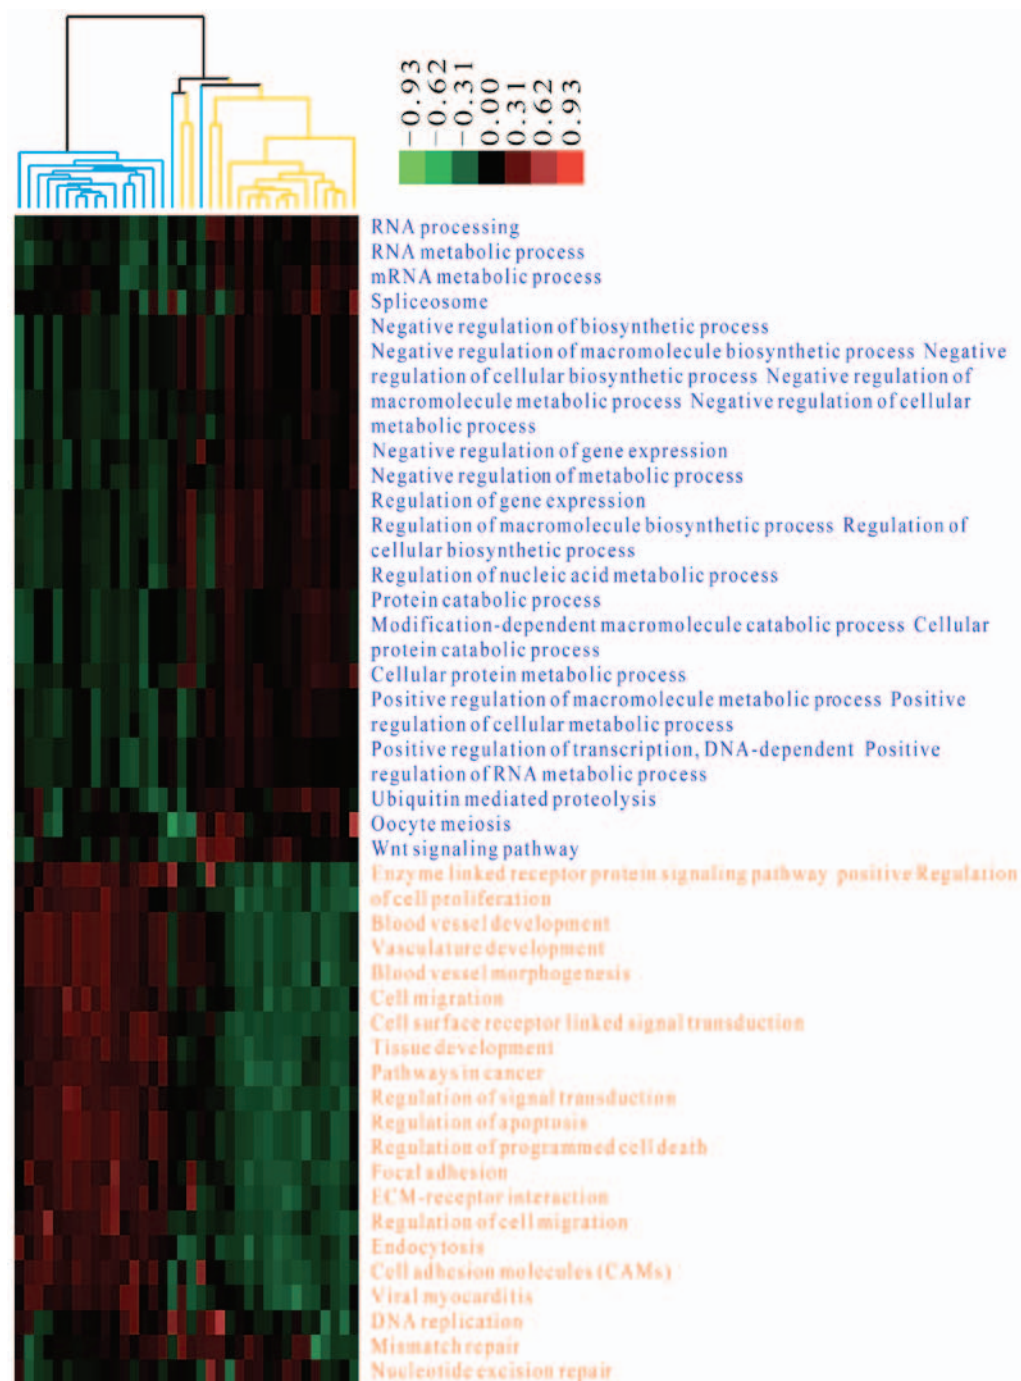 -0.93
-0.62
-0.31
0.00
0.31
0.62
0.93
RNA processing
RNA metabolic process
mRNA metabolic process
Spliceosome
Negative regulation of biosynthetic process
Negative regulation of macromolecule biosynthetic process Negative
regulation of cellular biosynthetic process Negative regulation of
macromolecule metabolic process Negative regulation of cellular
metabolic process
Negative regulation of gene expression
Negative regulation of metabolic process
Regulation of gene expression
Regulation of macromolecule biosynthetic process Regulation of
cellular biosynthetic process
Regulation of nucleic acid metabolic process
Protein catabolic process
Modification-dependent macromolecule catabolic process Cellular
protein catabolic process
Cellular protein metabolic process
Positive regulation of macromolecule metabolic process Positive
regulation of cellular metabolic process
Positive regulation of transcription, DNA-dependent Positive
regulation of RNA metabolic process
Ubiquitin mediated proteolysis
Oocyte meiosis
Wnt signaling pathway
Enzyme linked receptor protein signaling pathway positive Regulation
of cell proliferation
Blood vessel development
Vasculature development
Blood vessel morphogenesis
Cell migration
Cell surface receptor linked signal transduction
Tissue development
Pathways in cancer
Regulation of signal transduction
Regulation of apoptosis
Regulation of programmed cell death
Focal adhesion
ECM-receptor interaction
Regulation of cell migration
Endocytosis
Cell adhesion molecules (CAMs)
Viral myocarditis
DNA replication
Mismatch repair
Nucleotide excision repair